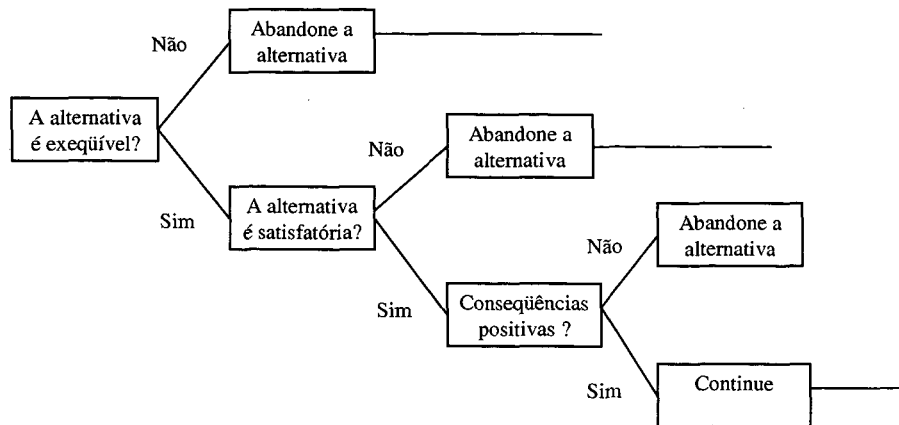 Não
Abandone a
alternativa
A alternativa
é exeqüível?
Não
Abandone a
alternativa
Sim
A alternativa
é satisfatória?
Não
Abandone a
alternativa
Sim
Conseqüências
positivas ?
Sim
Continue